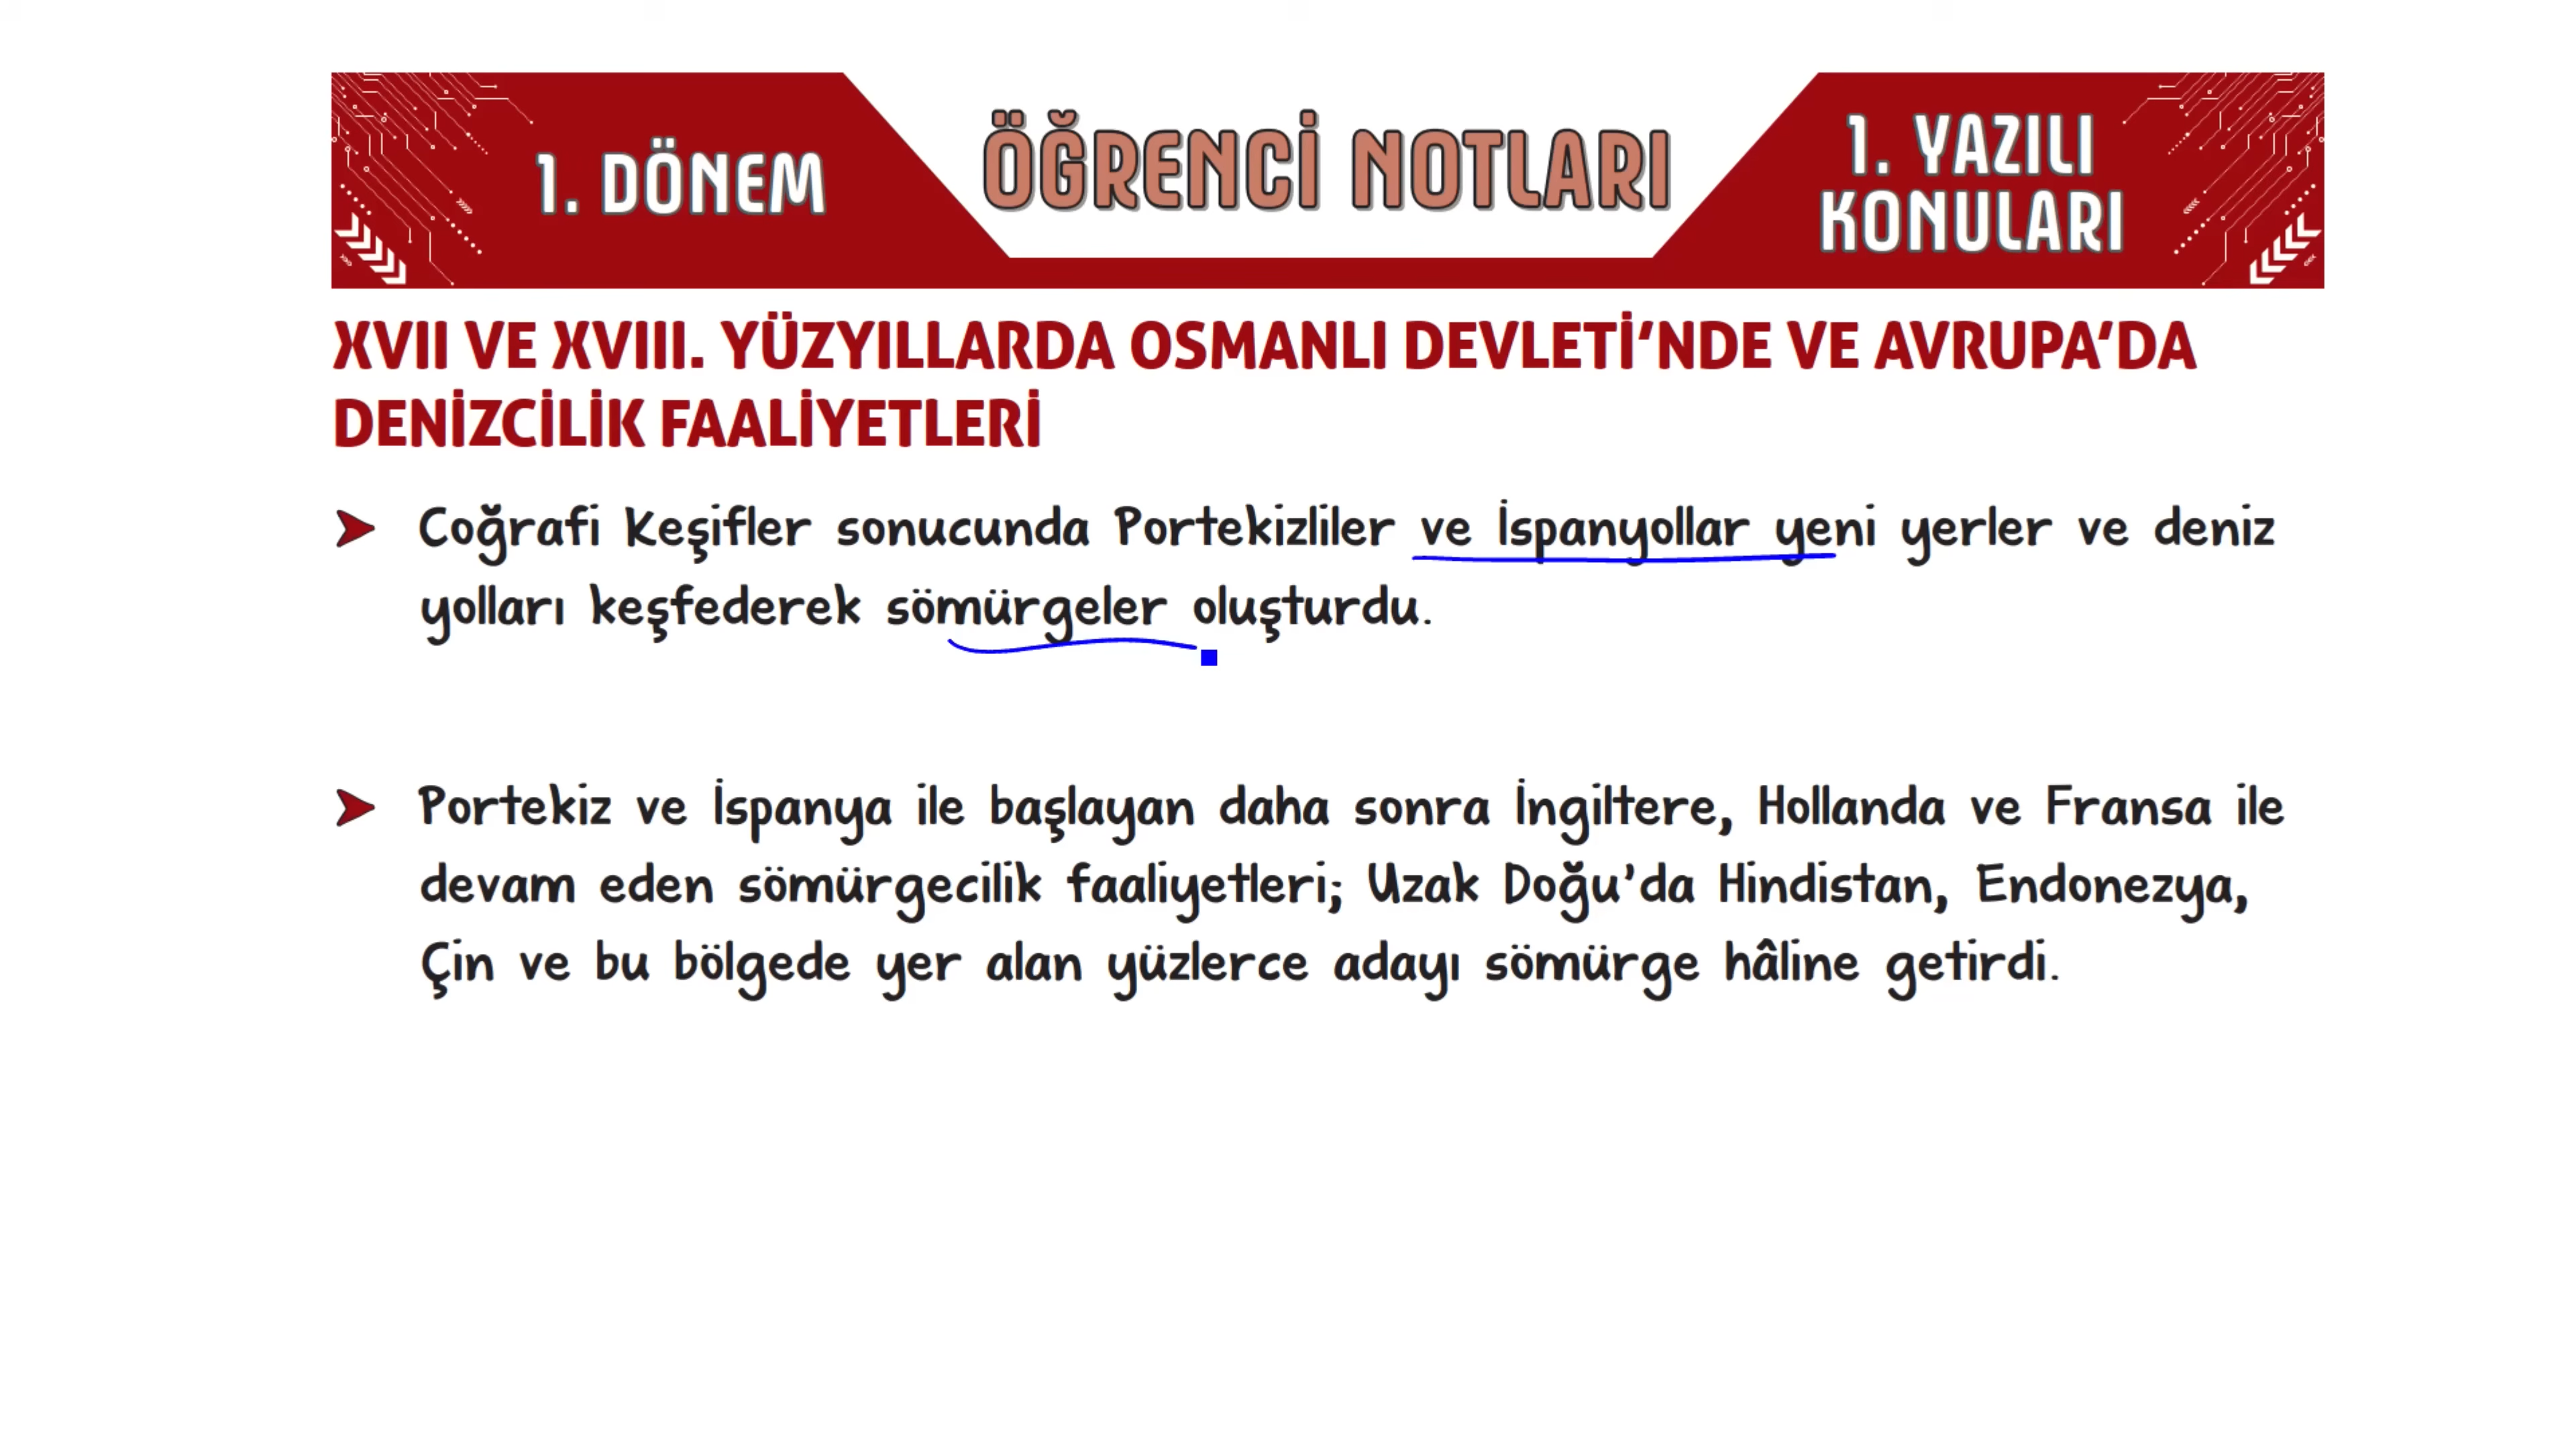 1. DÖNEM
ÖĞRENCİ NOTLARI
1. YAZILI
KONULARI
XVII VE XVIII. YÜZYILLARDA OSMANLI DEVLETİ'NDE VE AVRUPA'DA
DENİZCİLİK FAALİYETLERİ
Coğrafi Keşifler sonucunda Portekizliler ve İspanyollar yeni yerler ve deniz
yolları keşfederek sömürgeler oluşturdu.
Portekiz ve İspanya ile başlayan daha sonra İngiltere, Hollanda ve Fransa ile
devam eden sömürgecilik faaliyetleri; Uzak Doğu'da Hindistan, Endonezya,
Çin ve bu bölgede yer alan yüzlerce adayı sömürge hâline getirdi.